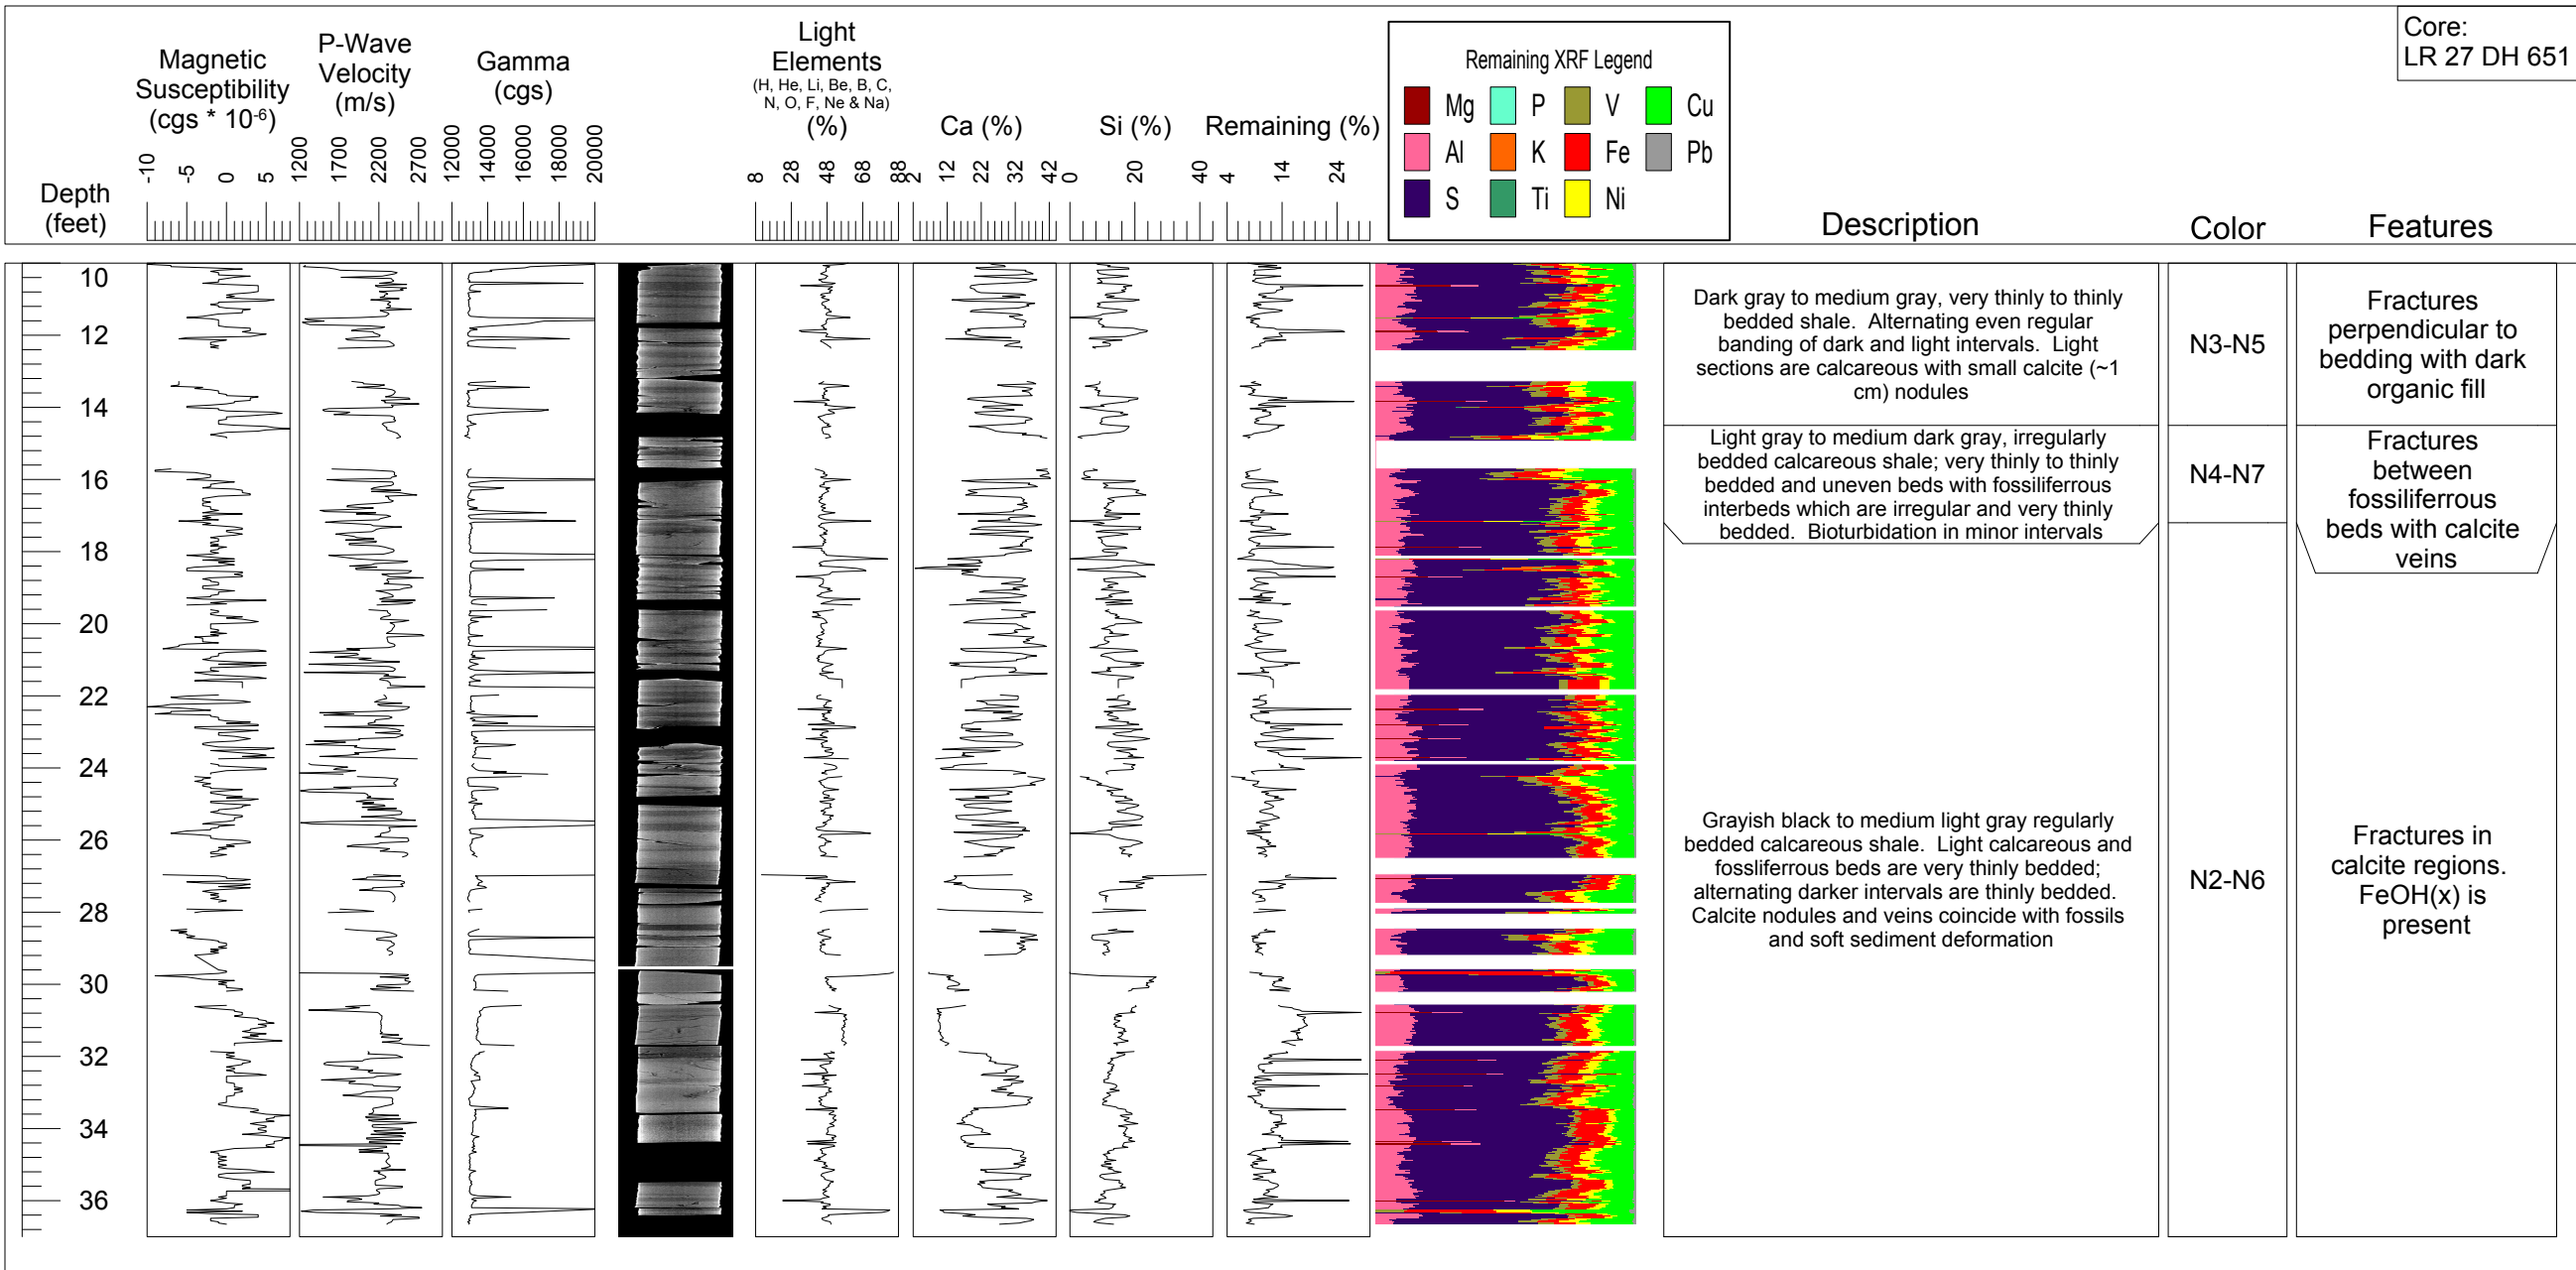 Core:
LR 27 DH 651
Depth
(feet)
Magnetic
Susceptibility
(cgs * 10-6)
-10
-5
0
5
P-Wave
Velocity
(m/s)
1200
1700
2200
2700
Gamma
(cgs)
12000
14000
16000
20000
Light
Elements
(H, He, Li, Be, B, C,
N, O, F, Ne & Na)
(%)
8
28
48
68
88
Ca (%)
2
12
22
32
42
Si (%)
0
20
40
Remaining (%)
4
14
24
Remaining XRF Legend
Mg P V Cu
Al K Fe Pb
S Ti Ni
Description
Color
Features
10
12
14
16
18
20
22
24
26
28
30
32
34
36
Dark gray to medium gray, very thinly to thinly
bedded shale. Alternating even regular
banding of dark and light intervals. Light
sections are calcareous with small calcite (~1
cm) nodules
N3-N5
Fractures
perpendicular to
bedding with dark
organic fill
Light gray to medium dark gray, irregularly
bedded calcareous shale; very thinly to thinly
bedded and uneven beds with fossiliferrous
interbeds which are irregular and very thinly
bedded. Bioturbidation in minor intervals
N4-N7
Fractures
between
fossiliferrous
beds with calcite
veins
Grayish black to medium light gray regularly
bedded calcareous shale. Light calcareous and
fossliferrous beds are very thinly bedded;
alternating darker intervals are thinly bedded.
Calcite nodules and veins coincide with fossils
and soft sediment deformation
N2-N6
Fractures in
calcite regions.
FeOH(x) is
present